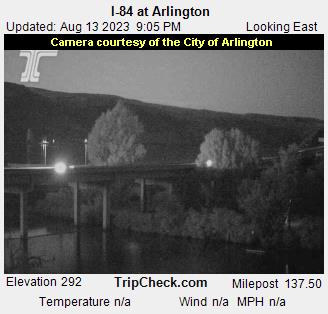 I-84 at Arlington
Updated: Aug 13 2023 9:05 PM Looking East
Camera courtesy of the City of Arlington
Elevation 292 TripCheck.com Milepost 137.50
Temperature n/a Wind n/a MPH n/a